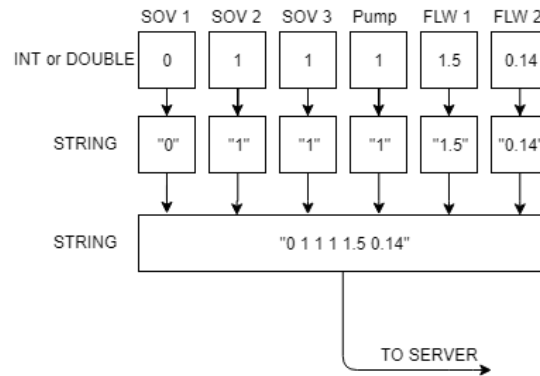 SOV 1 SOV 2 SOV 3 Pump FLW 1 FLW 2
INT or DOUBLE 0 1 1 1 1.5 0.14
STRING "0" "1" "1" "1" "1.5" "0.14"
STRING "0 1 1 1 1.5 0.14"
TO SERVER